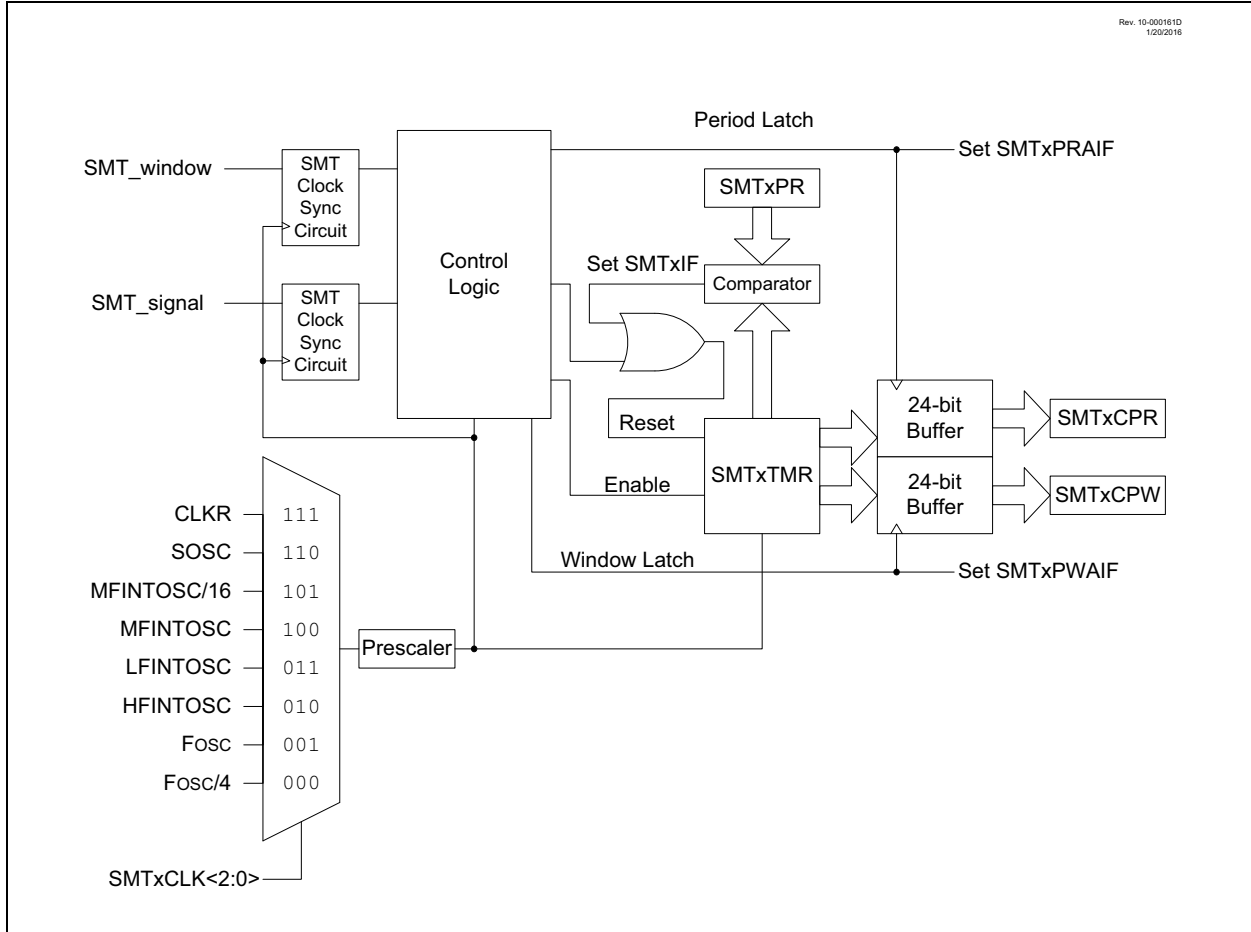 Rev. 10-000161D
1/20/2016
Period Latch
Set SMTxPRAIF
SMT_window
SMT
Clock
Sync
Circuit
SMTxPR
Control
Logic
Set SMTxIF
Comparator
SMT_signal
SMT
Clock
Sync
Circuit
24-bit
Buffer
SMTxCPR
Reset
SMTxTMR
Enable
24-bit
Buffer
SMTxCPW
Window Latch
Set SMTxPWAIF
CLKR 111
SOSC 110
MFINTOSC/16 101
MFINTOSC 100
LFINTOSC 011
HFINTOSC 010
FOSC 001
FOSC/4 000
Prescaler
SMTxCLK<2:0>